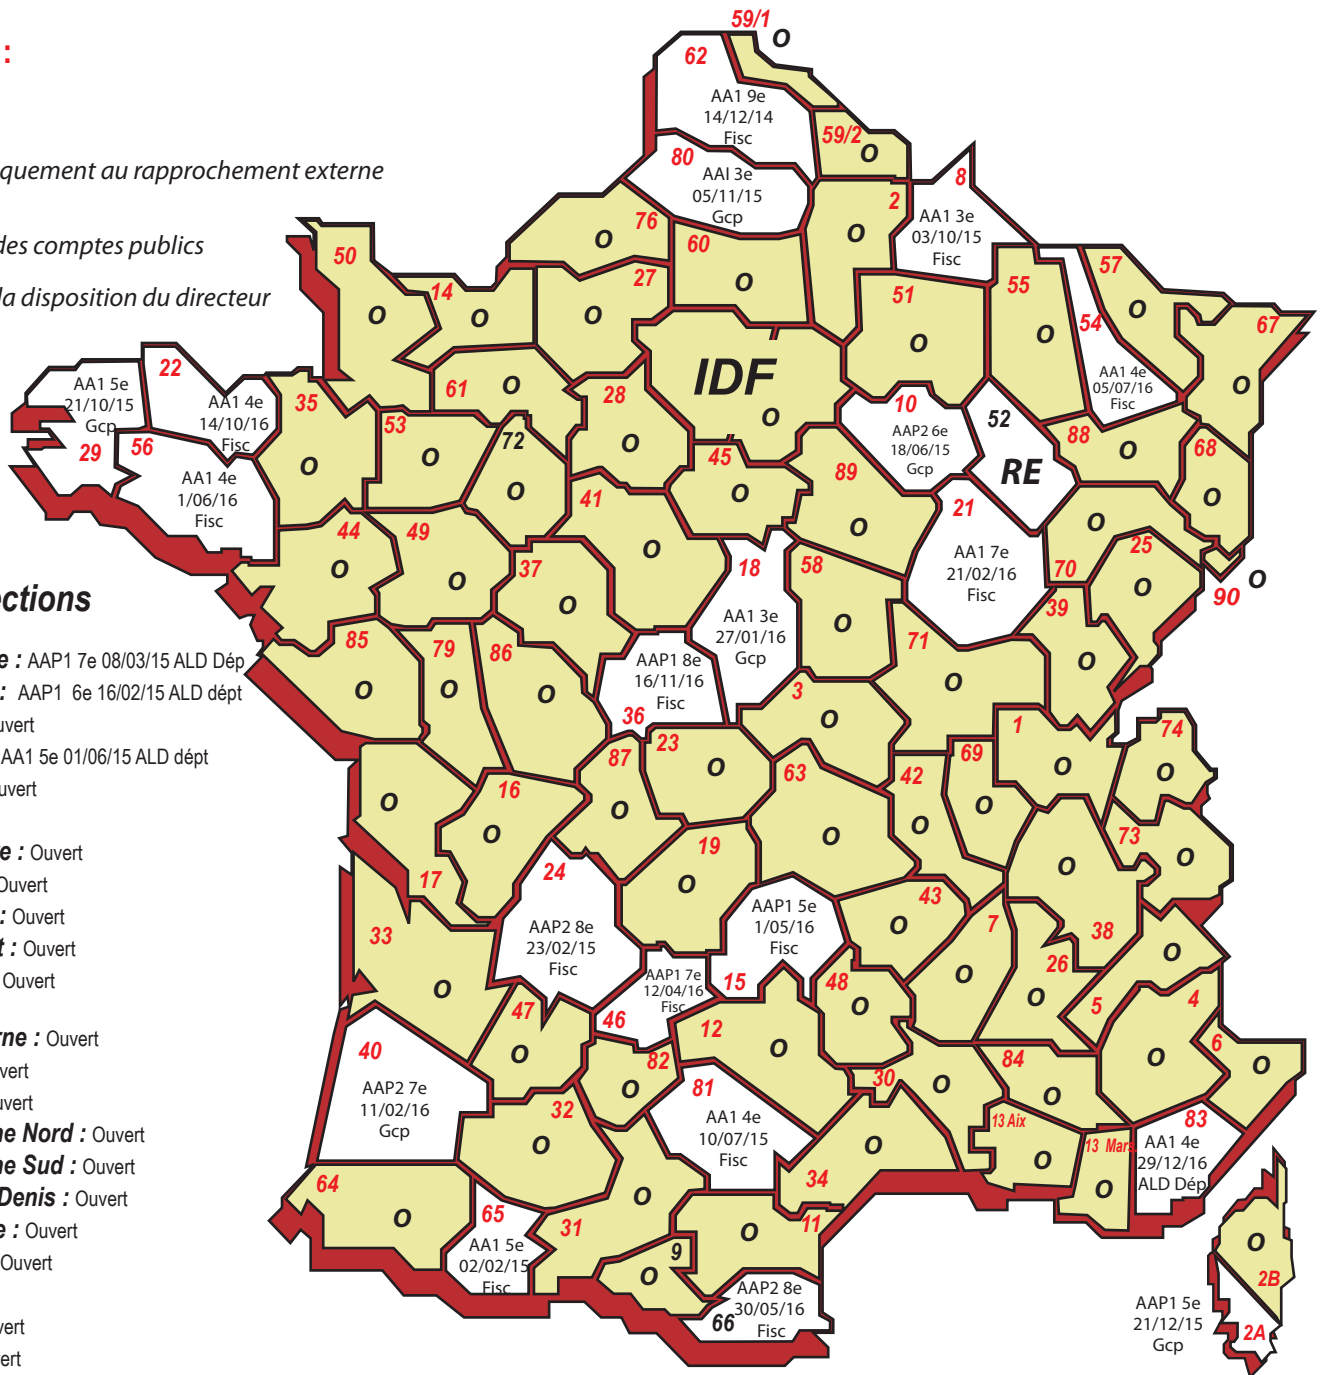 :
quement au rapprochement externe
des comptes publics
la disposition du directeur
ections
e : AAP1 7e 08/03/15 ALD Dép
: AAP1 6e 16/02/15 ALD dépt
uvert
AA1 5e 01/06/15 ALD dépt
uvert
re : Ouvert
Ouvert
: Ouvert
t : Ouvert
Ouvert
rne : Ouvert
vert
uvert
ne Nord : Ouvert
ne Sud : Ouvert
Denis : Ouvert
e : Ouvert
Ouvert
vert
vert
59/1
O
62
AA1 9e
14/12/14
Fisc
59/2
O
80
AAI 3e
05/11/15
Gcp
8
AA1 3e
03/10/15
Fisc
2
O
76
O
60
O
50
O
14
O
27
O
51
O
55
O
57
O
54
AA1 4e
05/07/16
Fisc
67
O
IDF
O
22
AA1 4e
14/10/16
Fisc
AA1 5e
21/10/15
Gcp
29
56
AA1 4e
1/06/16
Fisc
35
O
61
O
53
O
72
O
28
O
10
AAP2 6e
18/06/15
Gcp
52
RE
88
O
68
O
45
O
89
O
41
O
21
AA1 7e
21/02/16
Fisc
70
O
25
O
90
O
44
O
49
O
37
O
18
AA1 3e
27/01/16
Gcp
58
O
39
O
85
O
79
O
86
O
AAP1 8e
16/11/16
Fisc
36
71
O
3
O
1
O
74
O
23
O
87
O
63
O
42
O
69
O
16
O
17
O
73
O
19
O
24
AAP2 8e
23/02/15
Fisc
AAP1 5e
1/05/16
Fisc
15
43
O
38
O
33
O
7
O
26
O
5
O
48
O
AAP1 7e
12/04/16
Fisc
46
47
O
12
O
4
O
6
O
40
AAP2 7e
11/02/16
Gcp
82
O
30
O
84
O
81
AA1 4e
10/07/15
Fisc
32
O
13 Aix
O
13 Mars
O
83
AA1 4e
29/12/16
ALD Dép
34
O
64
O
65
AA1 5e
02/02/15
Fisc
31
O
11
O
9
O
AAP2 8e
30/05/16
Fisc
66
O
2B
AAP1 5e
21/12/15
Gcp
2A